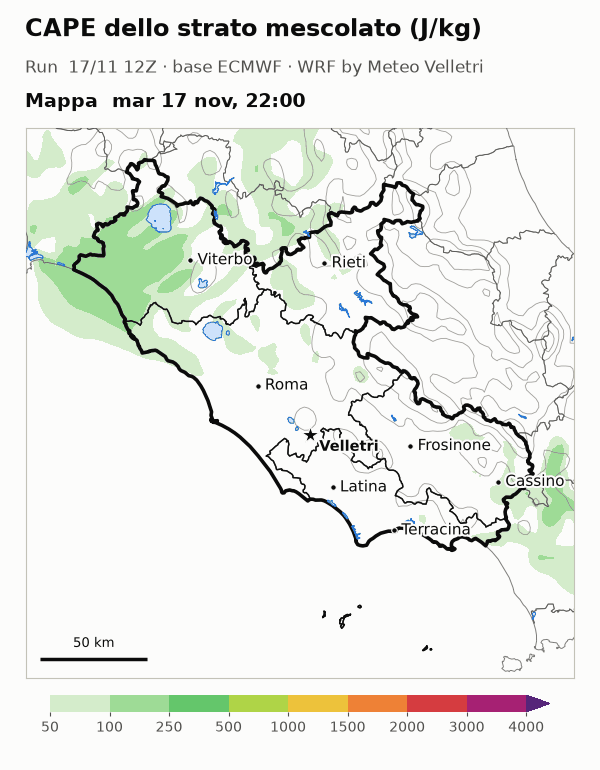 CAPE dello strato mescolato (J/kg)
Run  17/11 12Z · base ECMWF · WRF by Meteo Velletri
Mappa  mar 17 nov, 22:00
Viterbo
Rieti
Roma
Velletri
Frosinone
Cassino
Latina
Terracina
50 km
50 100 250 500 1000 1500 2000 3000 4000